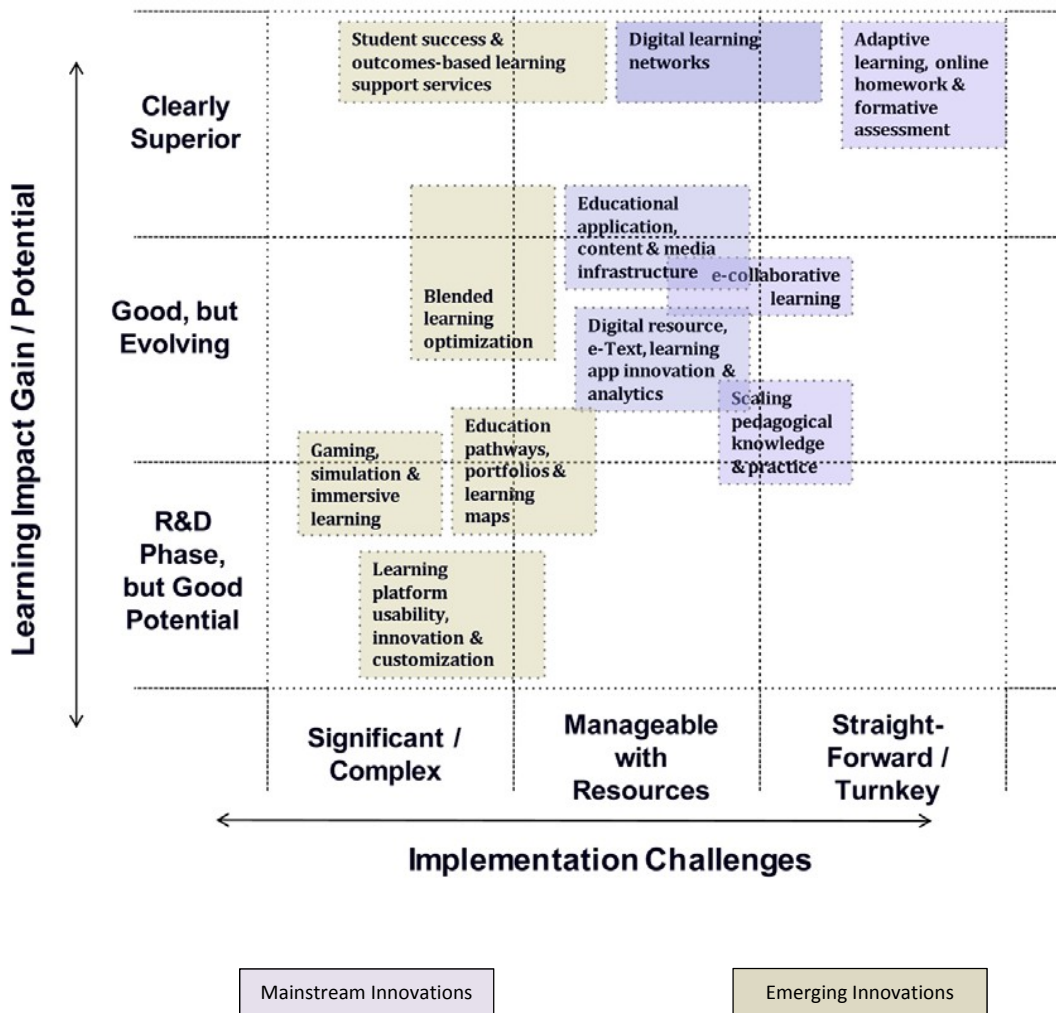 Student success &
outcomes-based learning
support services
Digital learning
networks
Adaptive
learning, online
homework &
formative
assessment
Clearly
Superior
Educational
application,
content & media
infrastructure
e-collaborative
learning
Learning Impact Gain / Potential
Good, but
Evolving
Blended
learning
optimization
Digital resource,
e-Text, learning
app innovation &
analytics
Scaling
pedagogical
knowledge
& practice
Education
pathways,
portfolios &
learning
maps
Gaming,
simulation &
immersive
learning
R&D
Phase,
but Good
Potential
Learning
platform
usability,
innovation &
customization
Significant /
Complex
Manageable
with
Resources
Straight-
Forward /
Turnkey
Implementation Challenges
Mainstream Innovations
Emerging Innovations